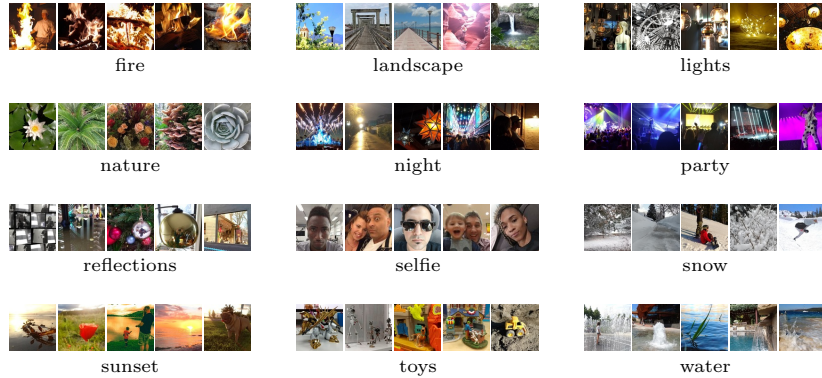 fire
landscape
lights
nature
night
party
reflections
selfie
snow
sunset
toys
water